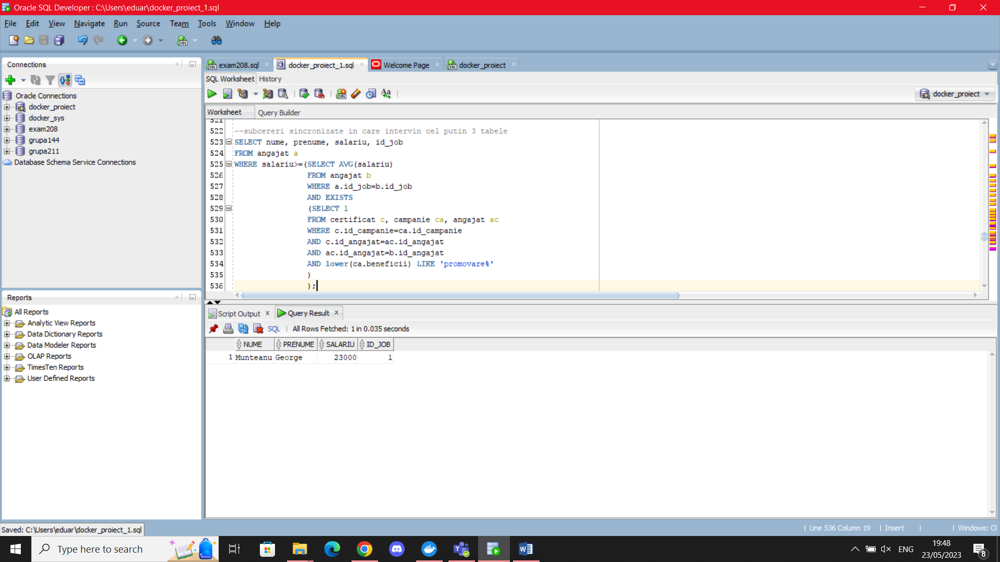 Oracle SQL Developer : C:\Users\eduar\docker_proiect_1.sql
File Edit View Navigate Run Source Team Tools Window Help
Connections
Oracle Connections
docker_proiect
docker_sys
exam208
grupa144
grupa211
Database Schema Service Connections
Reports
All Reports
Analytic View Reports
Data Dictionary Reports
Data Modeler Reports
OLAP Reports
TimesTen Reports
User Defined Reports
exam208.sql docker_proiect_1.sql Welcome Page docker_proiect
SQL Worksheet History
docker_proiect
Worksheet Query Builder
521
522 --subcereri sincronizate in care intervin cel putin 3 tabele
523 SELECT nume, prenume, salariu, id_job
524 FROM angajat a
525 WHERE salariu>=(SELECT AVG(salariu)
526 FROM angajat b
527 WHERE a.id_job=b.id_job
528 AND EXISTS
529 (SELECT 1
530 FROM certificat c, campanie ca, angajat ac
531 WHERE c.id_campanie=ca.id_campanie
532 AND c.id_angajat=ac.id_angajat
533 AND ac.id_angajat=b.id_angajat
534 AND lower(ca.beneficii) LIKE 'promovare%'
535 )
536 );
Script Output Query Result
SQL All Rows Fetched: 1 in 0.035 seconds
NUME PRENUME SALARIU ID_JOB
1 Munteanu George 23000 1
Saved: C:\Users\eduar\docker_proiect_1.sql
Line 536 Column 19 Insert Windows: CF
Type here to search
ENG
19:48
23/05/2023
8